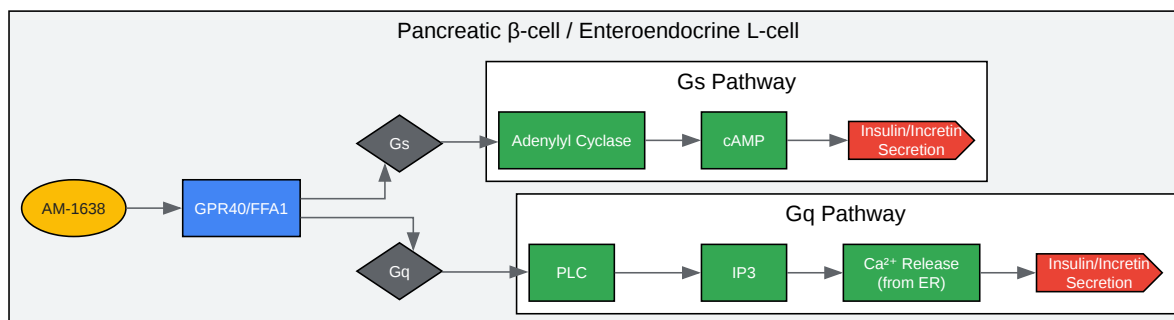 Pancreatic β-cell / Enteroendocrine L-cell
Gs Pathway
Gs
Adenylyl Cyclase
cAMP
Insulin/Incretin
Secretion
AM-1638
GPR40/FFA1
Gq Pathway
Gq
PLC
IP3
Ca²⁺ Release
(from ER)
Insulin/Incretin
Secretion